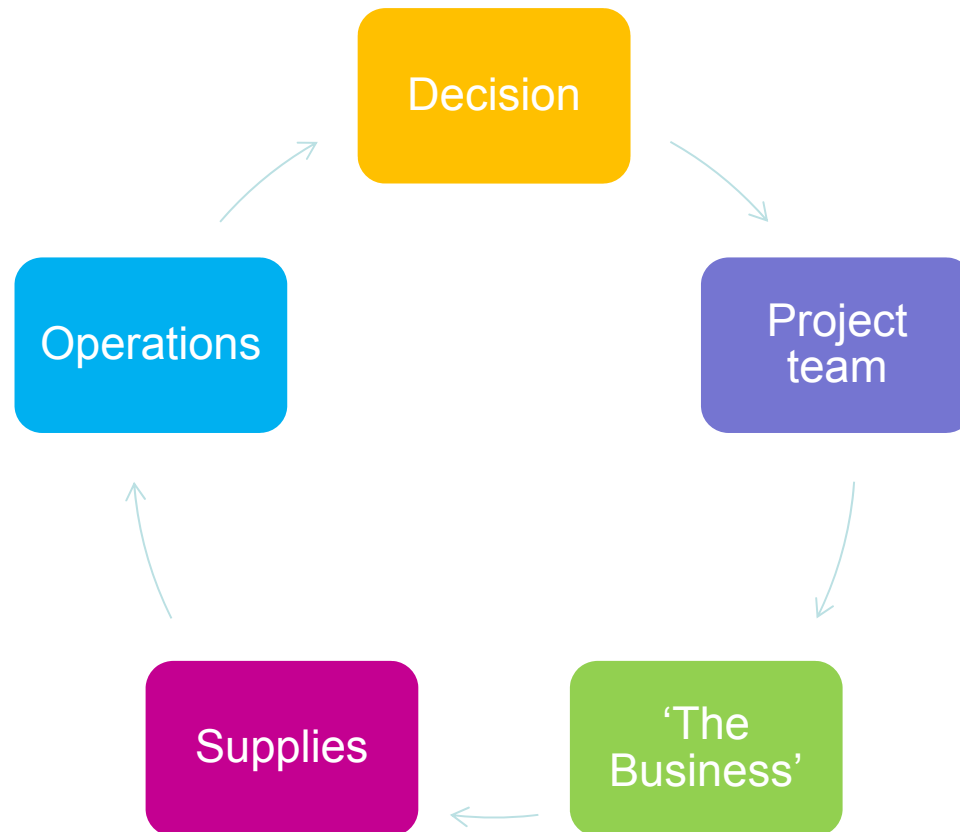 Decision
Project
team
‘The
Business’
Supplies
Operations